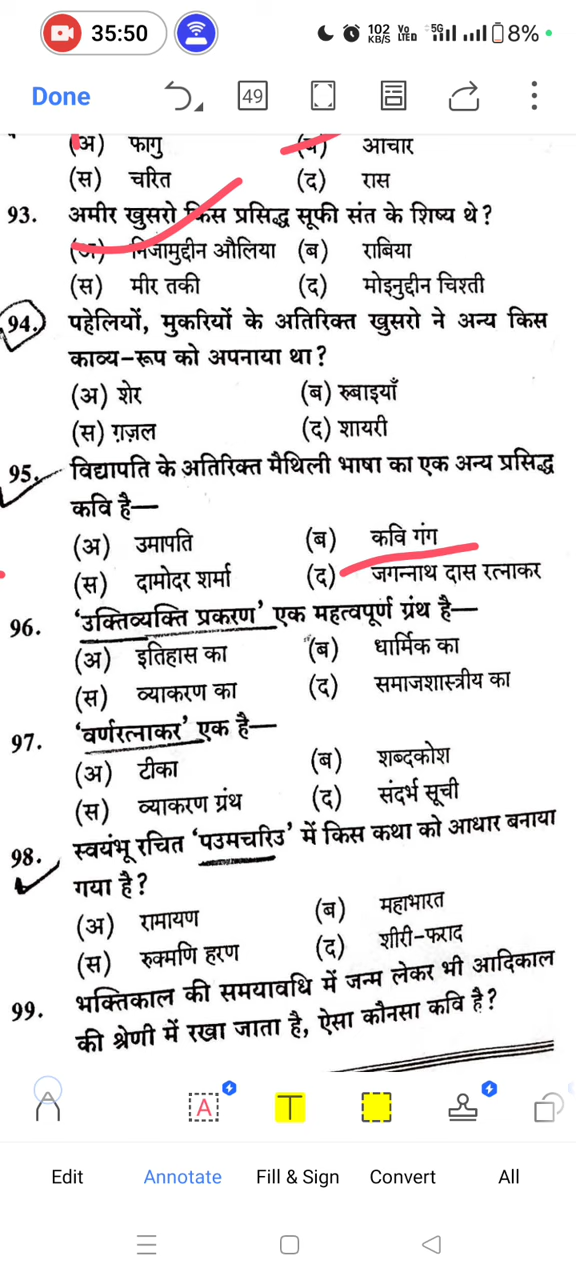 35:50
102 KB/S Vo LTED 5G 8%
Done 49
(अ) फागु (ब) आचार
(स) चरित (द) रास
93. अमीर खुसरो किस प्रसिद्ध सूफी संत के शिष्य थे?
(अ) निजामुद्दीन औलिया (ब) राबिया
(स) मीर तकी (द) मोइनुद्दीन चिश्ती
94. पहेलियों, मुकरियों के अतिरिक्त खुसरो ने अन्य किस
काव्य-रूप को अपनाया था?
(अ) शेर (ब) रुबाइयाँ
(स) ग़ज़ल (द) शायरी
95. विद्यापति के अतिरिक्त मैथिली भाषा का एक अन्य प्रसिद्ध
कवि है—
(अ) उमापति (ब) कवि गंग
(स) दामोदर शर्मा (द) जगन्नाथ दास रत्नाकर
96. 'उक्तिव्यक्ति प्रकरण' एक महत्वपूर्ण ग्रंथ है—
(अ) इतिहास का (ब) धार्मिक का
(स) व्याकरण का (द) समाजशास्त्रीय का
97. 'वर्णरत्नाकर' एक है—
(अ) टीका (ब) शब्दकोश
(स) व्याकरण ग्रंथ (द) संदर्भ सूची
98. स्वयंभू रचित 'पउमचरिउ' में किस कथा को आधार बनाया
गया है?
(अ) रामायण (ब) महाभारत
(स) रुक्मणि हरण (द) शीरी-फराद
99. भक्तिकाल की समयावधि में जन्म लेकर भी आदिकाल
की श्रेणी में रखा जाता है, ऐसा कौनसा कवि है?
A T
Edit Annotate Fill & Sign Convert All